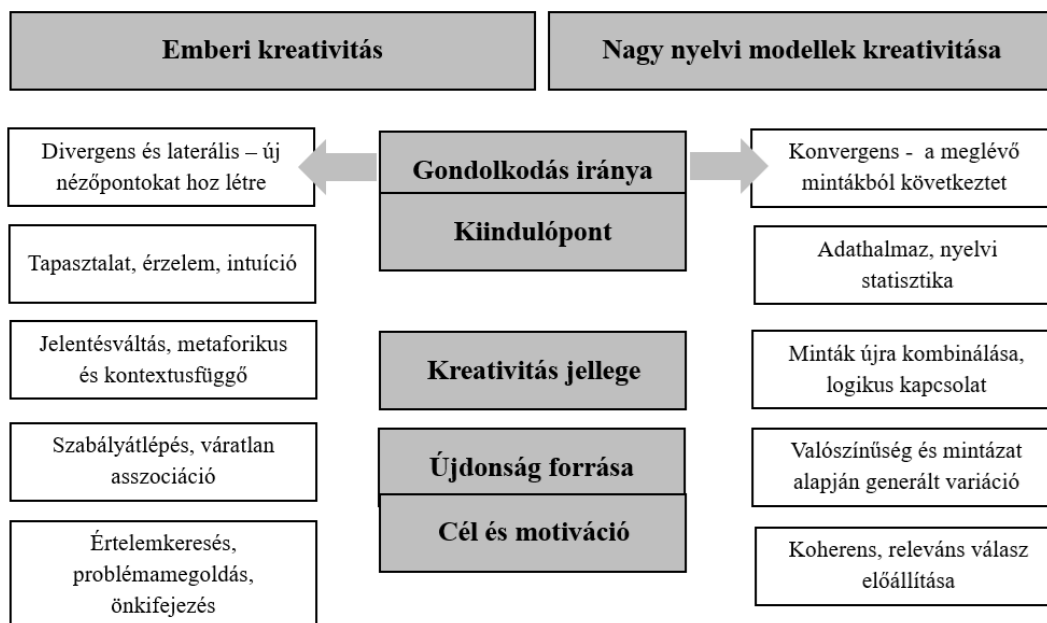 Emberi kreativitás
Nagy nyelvi modellek kreativitása
Divergens és laterális – új
nézőpontokat hoz létre
Gondolkodás iránya
Konvergens - a meglévő
mintákból következtet
Tapasztalat, érzelem, intuíció
Kiindulópont
Adathalmaz, nyelvi
statisztika
Jelentésváltás, metaforikus
és kontextusfüggő
Kreativitás jellege
Minták újra kombinálása,
logikus kapcsolat
Szabályátlépés, váratlan
asszociáció
Újdonság forrása
Valószínűség és mintázat
alapján generált variáció
Értelemkeresés,
problémamegoldás,
önkifejezés
Cél és motiváció
Koherens, releváns válasz
előállítása